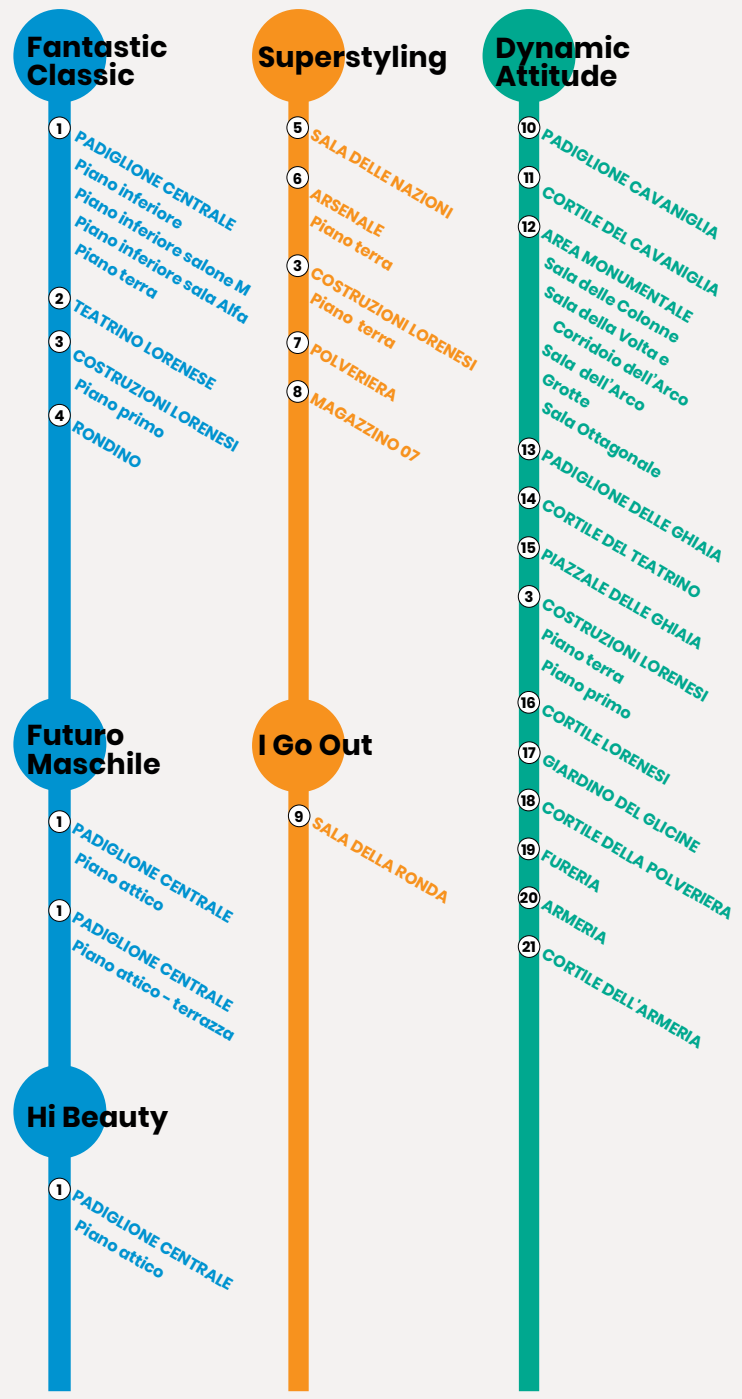 Fantastic
Classic
1
PADIGLIONE CENTRALE
Piano inferiore
Piano inferiore salone M
Piano inferiore sala Alfa
Piano terra
2
TEATRINO LORENESE
3
COSTRUZIONI LORENESI
Piano primo
4
RONDINO
Futuro
Maschile
1
PADIGLIONE CENTRALE
Piano attico
1
PADIGLIONE CENTRALE
Piano attico - terrazza
Hi Beauty
1
PADIGLIONE CENTRALE
Piano attico
Superstyling
5
SALA DELLE NAZIONI
6
ARSENALE
Piano terra
3
COSTRUZIONI LORENESI
Piano terra
7
POLVERIERA
8
MAGAZZINO 07
I Go Out
9
SALA DELLA RONDA
Dynamic
Attitude
10
PADIGLIONE CAVANIGLIA
11
CORTILE DEL CAVANIGLIA
12
AREA MONUMENTALE
Sala delle Colonne
Sala della Volta e
Corridoio dell'Arco
Sala dell'Arco
Grotte
Sala Ottagonale
13
PADIGLIONE DELLE GHIAIA
14
CORTILE DEL TEATRINO
15
PIAZZALE DELLE GHIAIA
3
COSTRUZIONI LORENESI
Piano terra
Piano primo
16
CORTILE LORENESI
17
GIARDINO DEL GLICINE
18
CORTILE DELLA POLVERIERA
19
FURERIA
20
ARMERIA
21
CORTILE DELL'ARMERIA